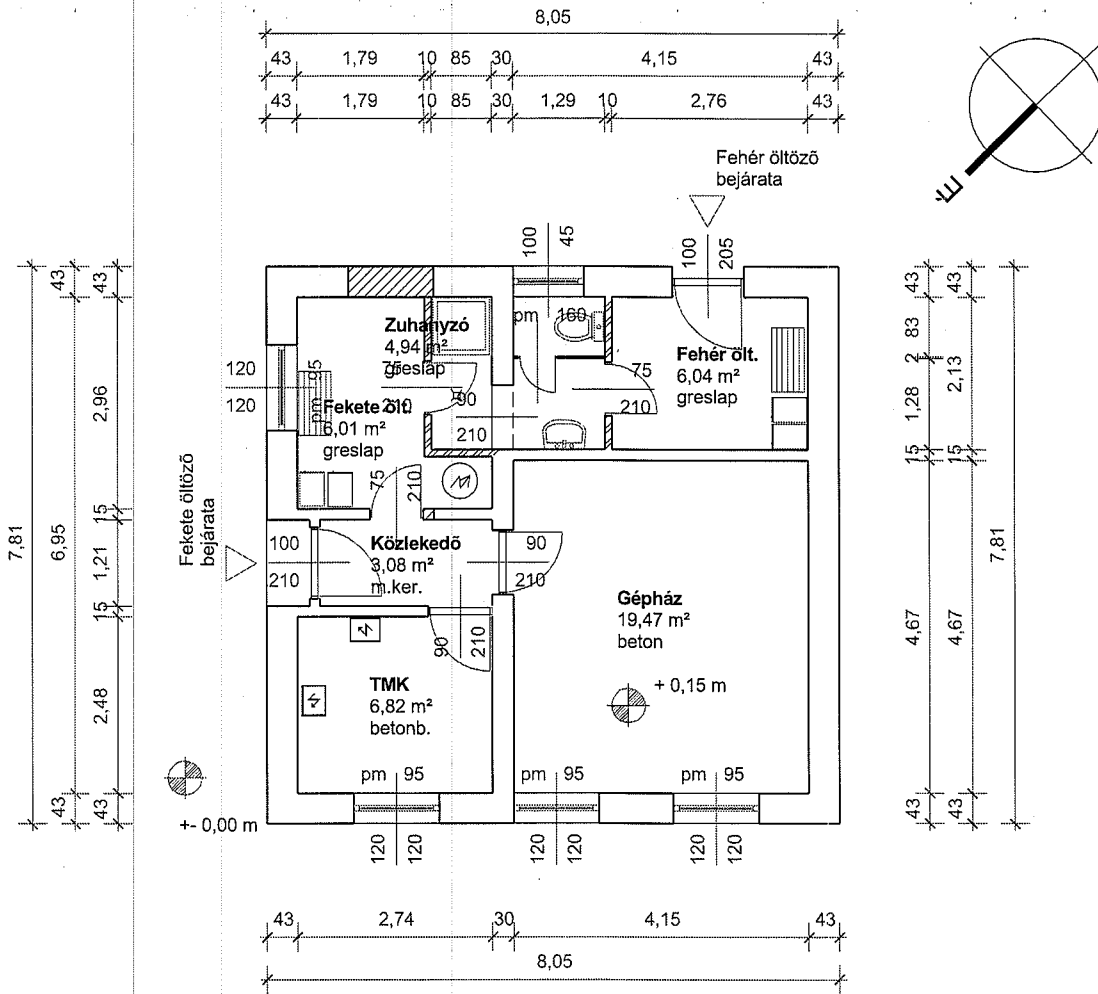 8,05
43 1,79 10 85 30 4,15 43
43 1,79 10 85 30 1,29 10 2,76 43
É
Fehér öltöző
bejárata
100 45
100 205
43 43 43
43 43
7,81 6,95 2,96
15 1,21 15 2,48
43 43
83 2 1,28 15
2,13 15
4,67 4,67
7,81
43 43
Zuhanyzó
4,94 m²
greslap
pm 160
Fehér ölt.
6,04 m²
greslap
75
210
75
210
90
210
120
120
pm 95
Fekete ölt.
6,01 m²
greslap
75
210
Fekete öltöző
bejárata
100
210
Közlekedő
3,08 m²
m.ker.
90
210
Gépház
19,47 m²
beton
+ 0,15 m
90
210
TMK
6,82 m²
betonb.
pm 95
pm 95
pm 95
+- 0,00 m
120 120
120 120
120 120
43 2,74 30 4,15 43
8,05